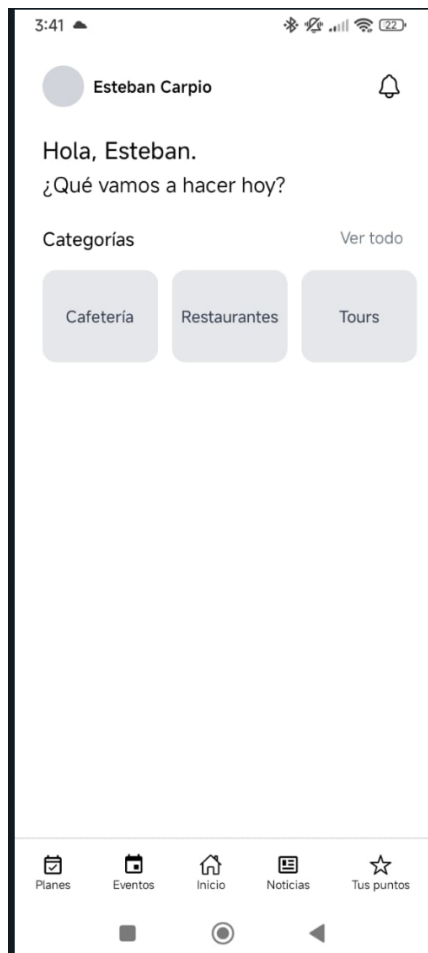 3:41
22
Esteban Carpio
Hola, Esteban.
¿Qué vamos a hacer hoy?
Categorías Ver todo
Cafetería Restaurantes Tours
Planes Eventos Inicio Noticias Tus puntos